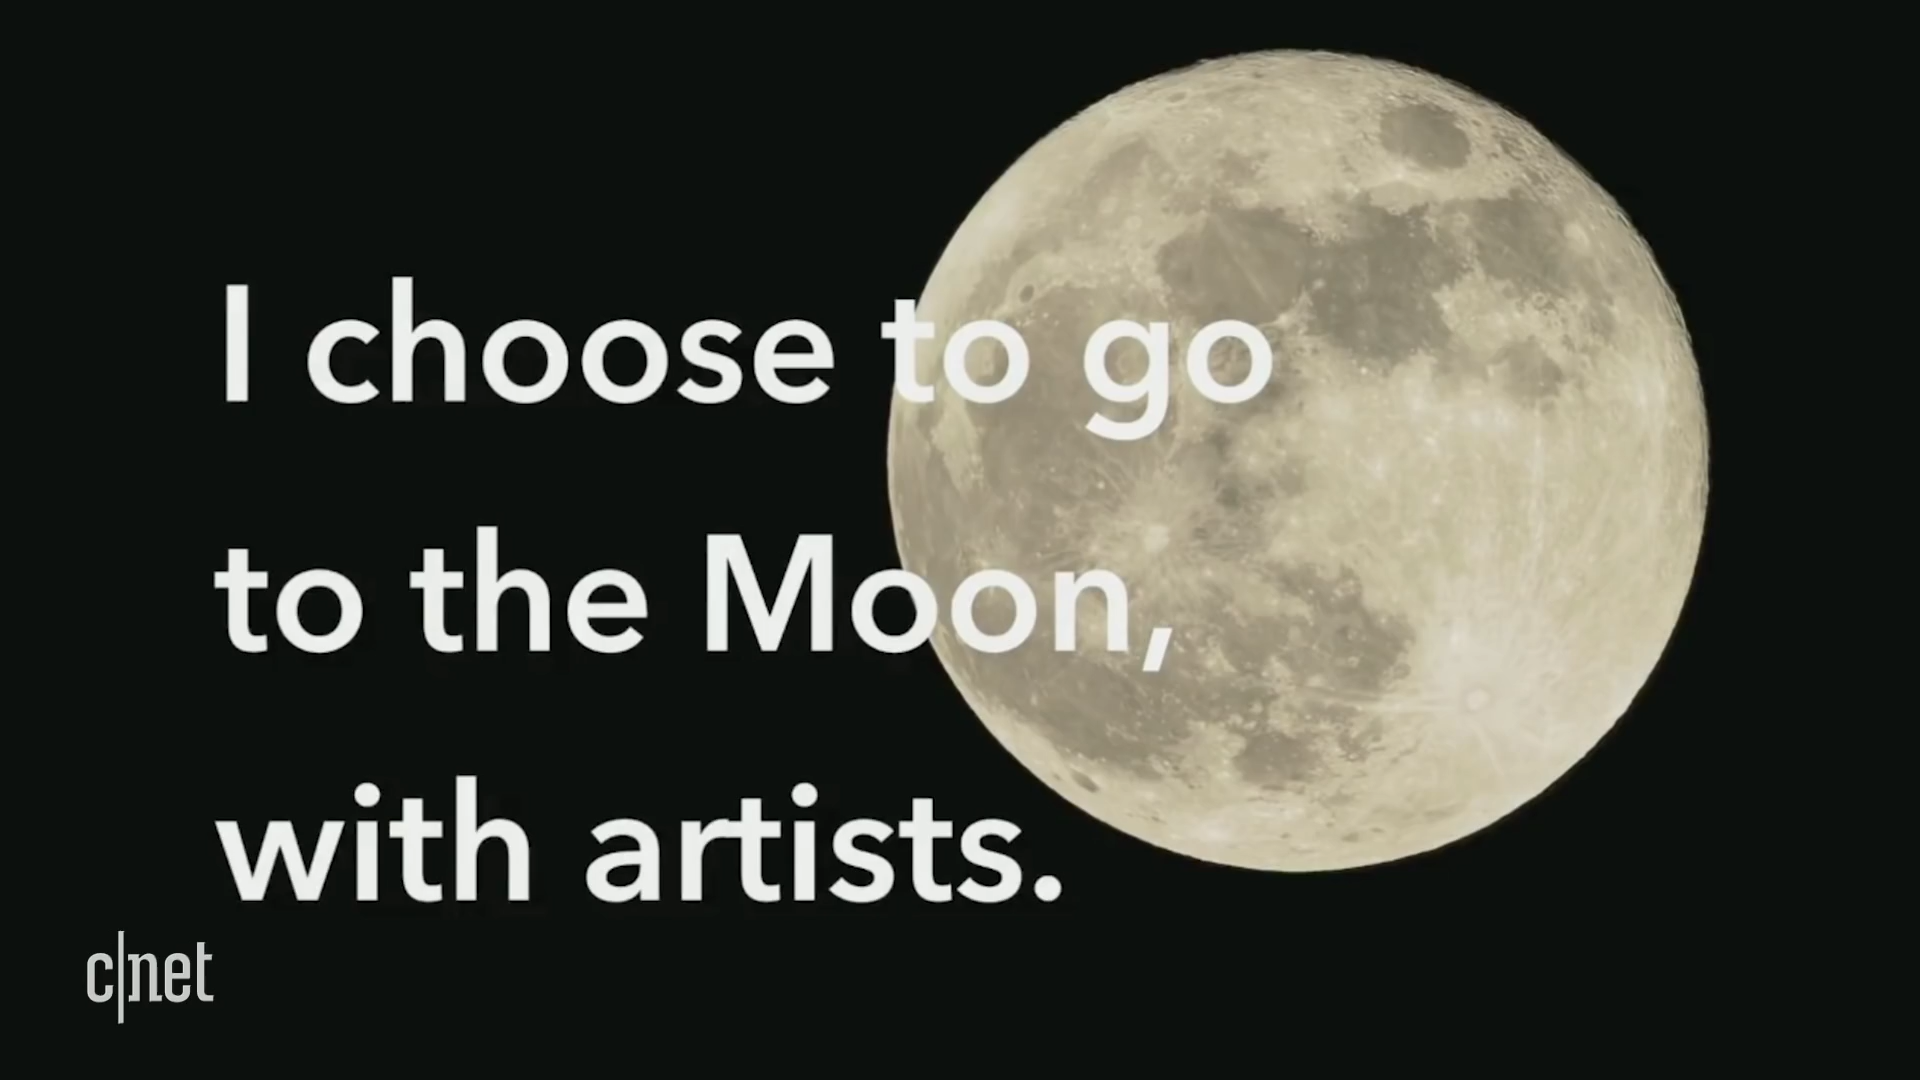 I choose to go
to the Moon,
with artists.
c|net